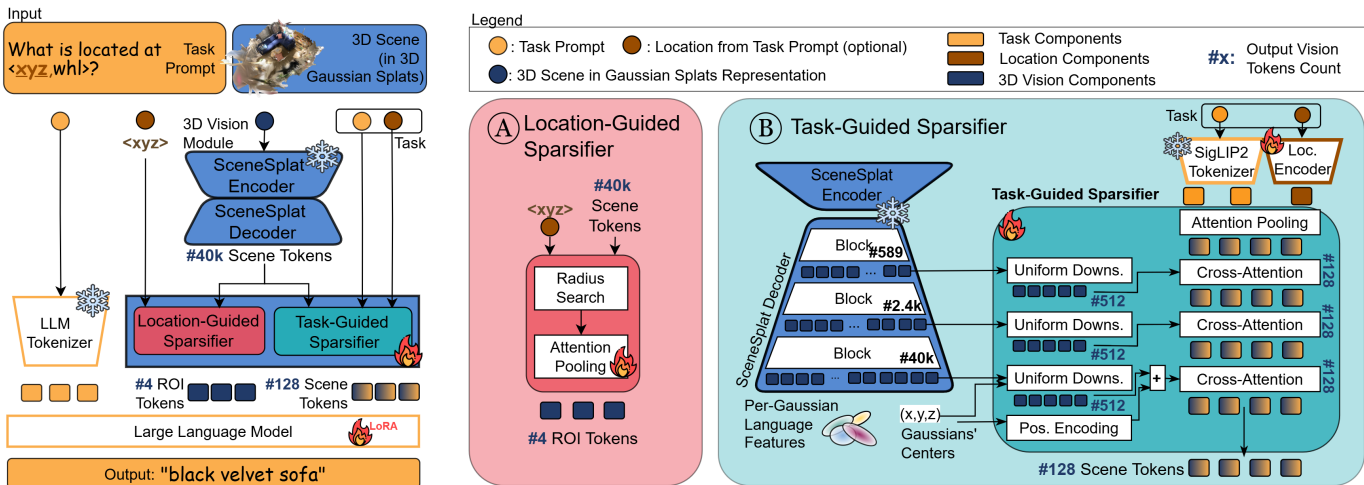 Input
What is located at
<xyz,whl>?
Task
Prompt
3D Scene
(in 3D
Gaussian Splats)
<xyz>
3D Vision
Module
Task
SceneSplat
Encoder
SceneSplat
Decoder
#40k Scene Tokens
LLM
Tokenizer
Location-Guided
Sparsifier
Task-Guided
Sparsifier
#4 ROI
Tokens
#128 Scene
Tokens
Large Language Model
LoRA
Output: "black velvet sofa"
Legend
: Task Prompt
: Location from Task Prompt (optional)
: 3D Scene in Gaussian Splats Representation
Task Components
Location Components
3D Vision Components
#x: Output Vision
Tokens Count
A Location-Guided
Sparsifier
#40k
Scene
Tokens
<xyz>
Radius
Search
Attention
Pooling
#4 ROI Tokens
B Task-Guided Sparsifier
Task
SigLIP2
Tokenizer
Loc.
Encoder
SceneSplat
Encoder
SceneSplat Decoder
Block
#589
...
Block
#2.4k
...
Block
#40k
...
Per-Gaussian
Language
Features
(x,y,z)
Gaussians'
Centers
Task-Guided Sparsifier
Attention Pooling
Uniform Downs.
#512
Cross-Attention
#128
Uniform Downs.
#512
Cross-Attention
#128
Uniform Downs.
#512
+
Cross-Attention
#128
Pos. Encoding
#128 Scene Tokens